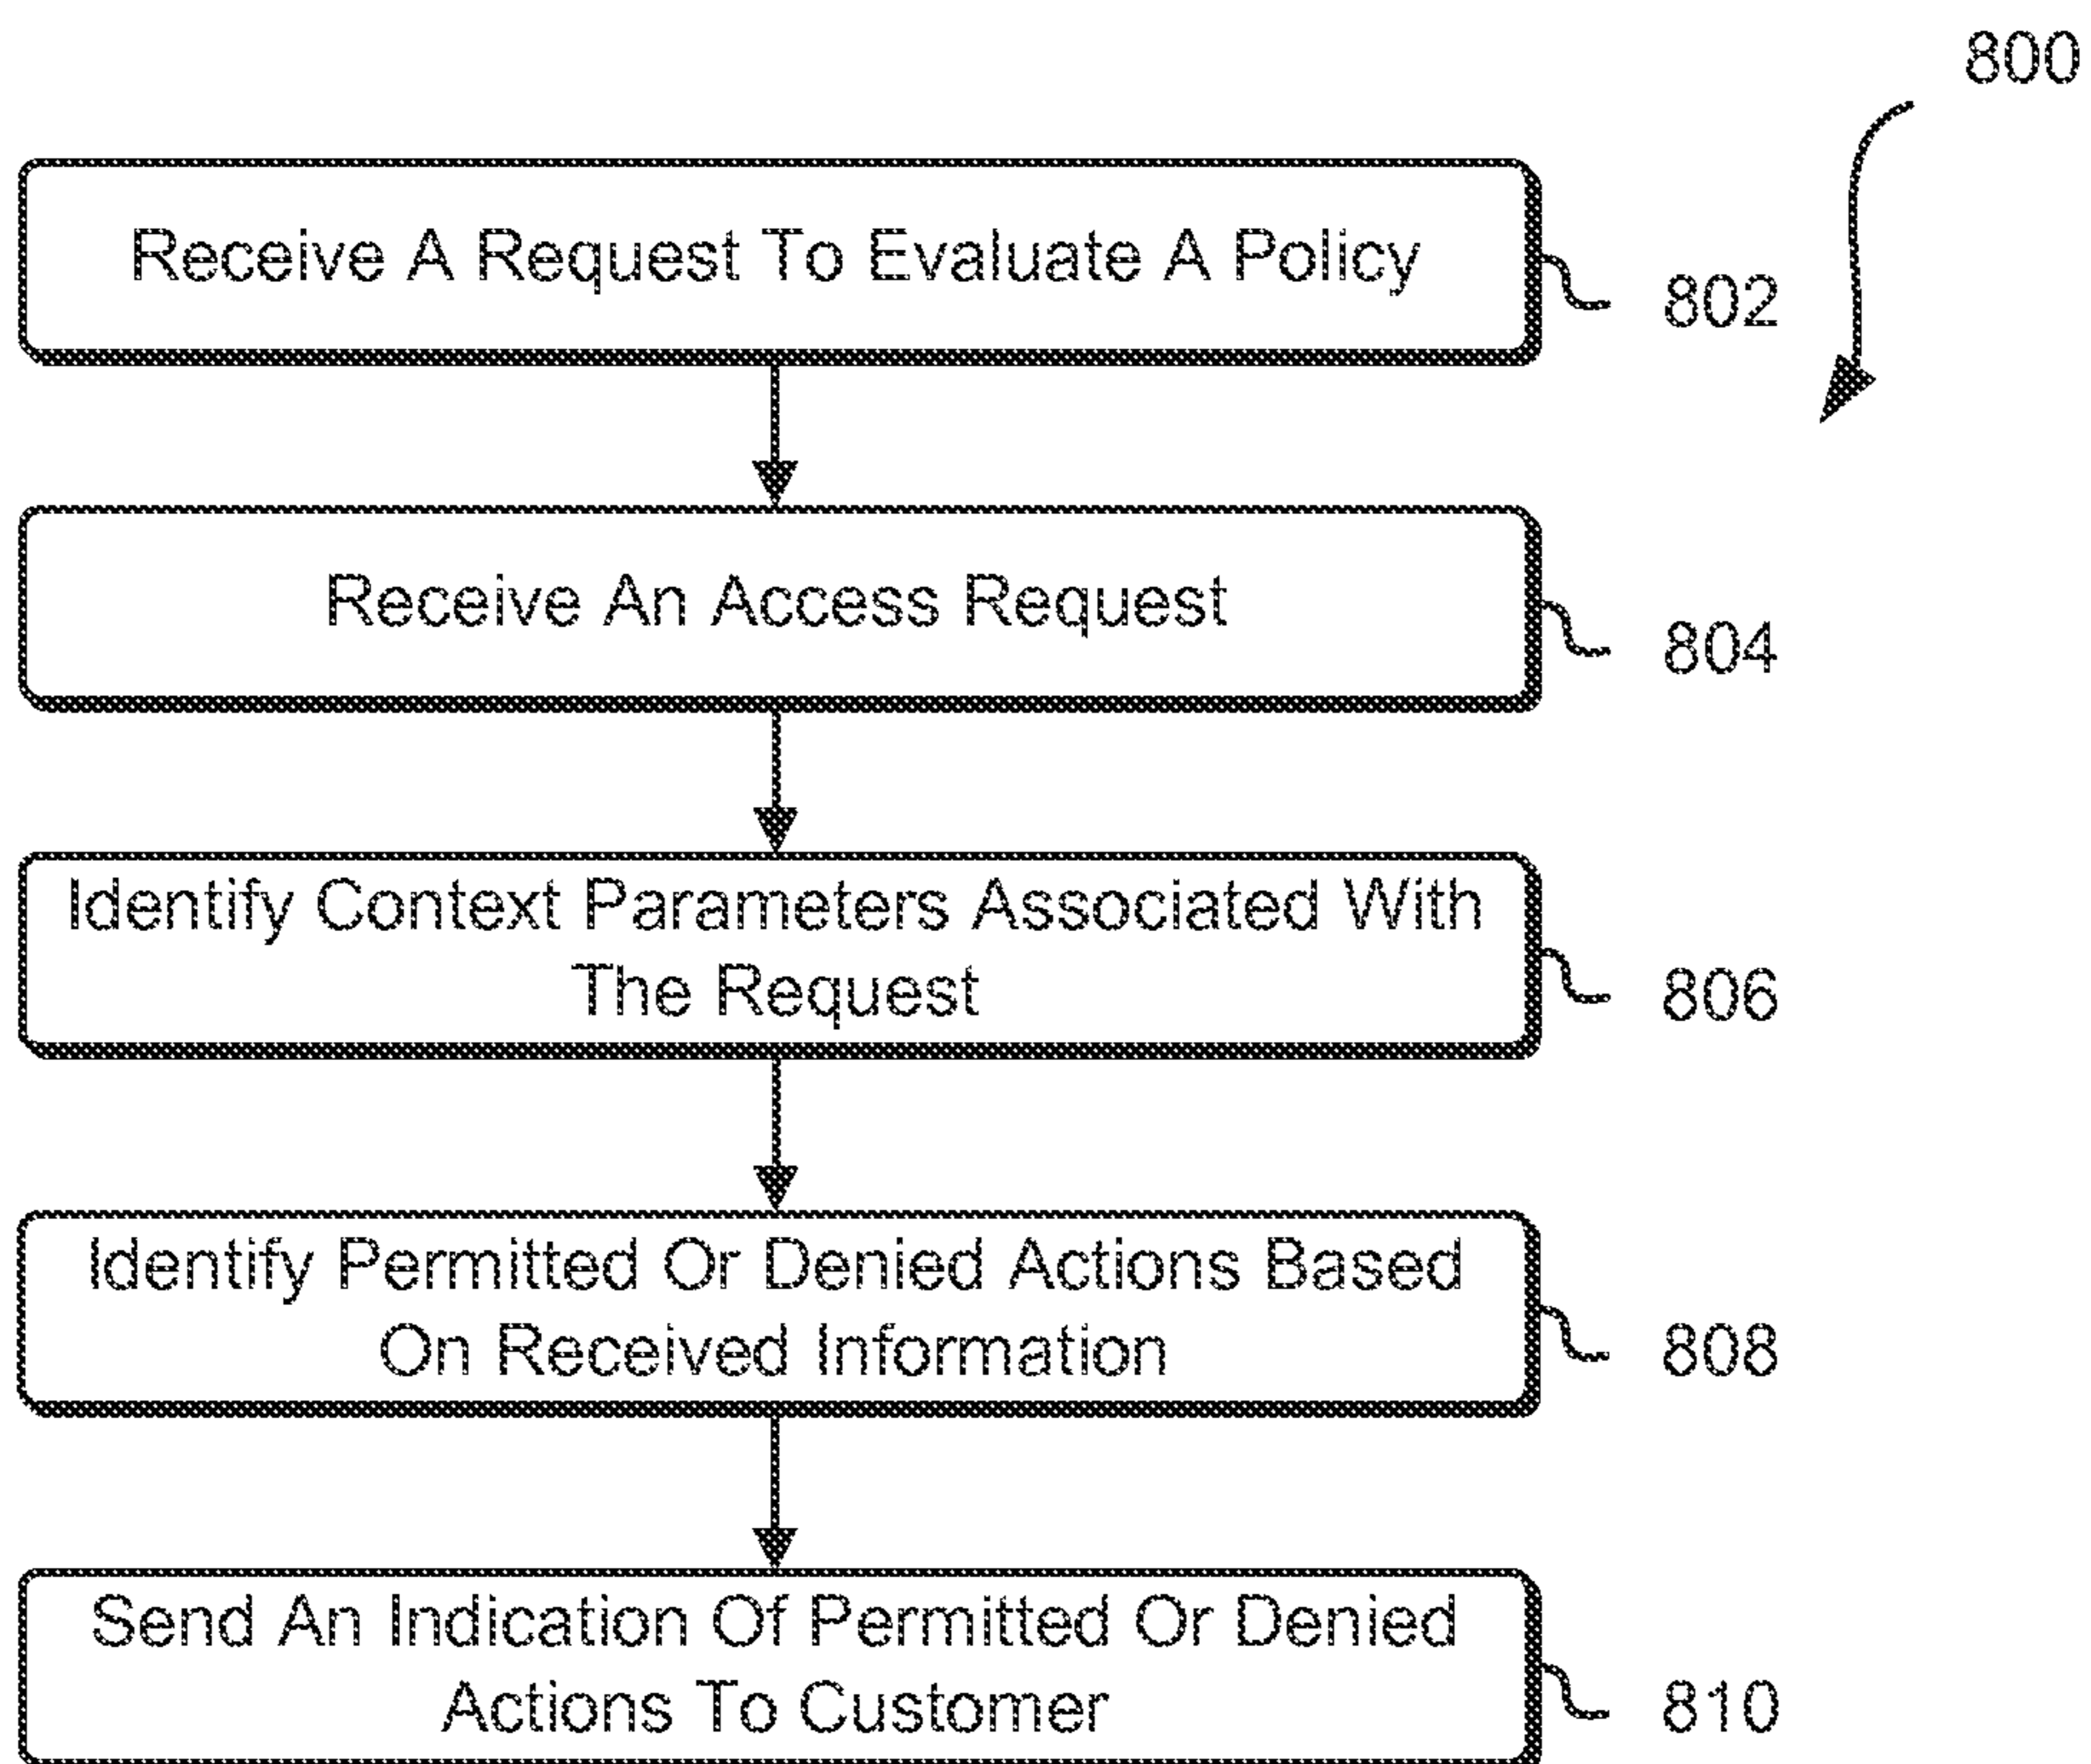 800
Receive A Request To Evaluate A Policy
802
Receive An Access Request
804
Identify Context Parameters Associated With
The Request
806
Identify Permitted Or Denied Actions Based
On Received Information
808
Send An Indication Of Permitted Or Denied
Actions To Customer
810